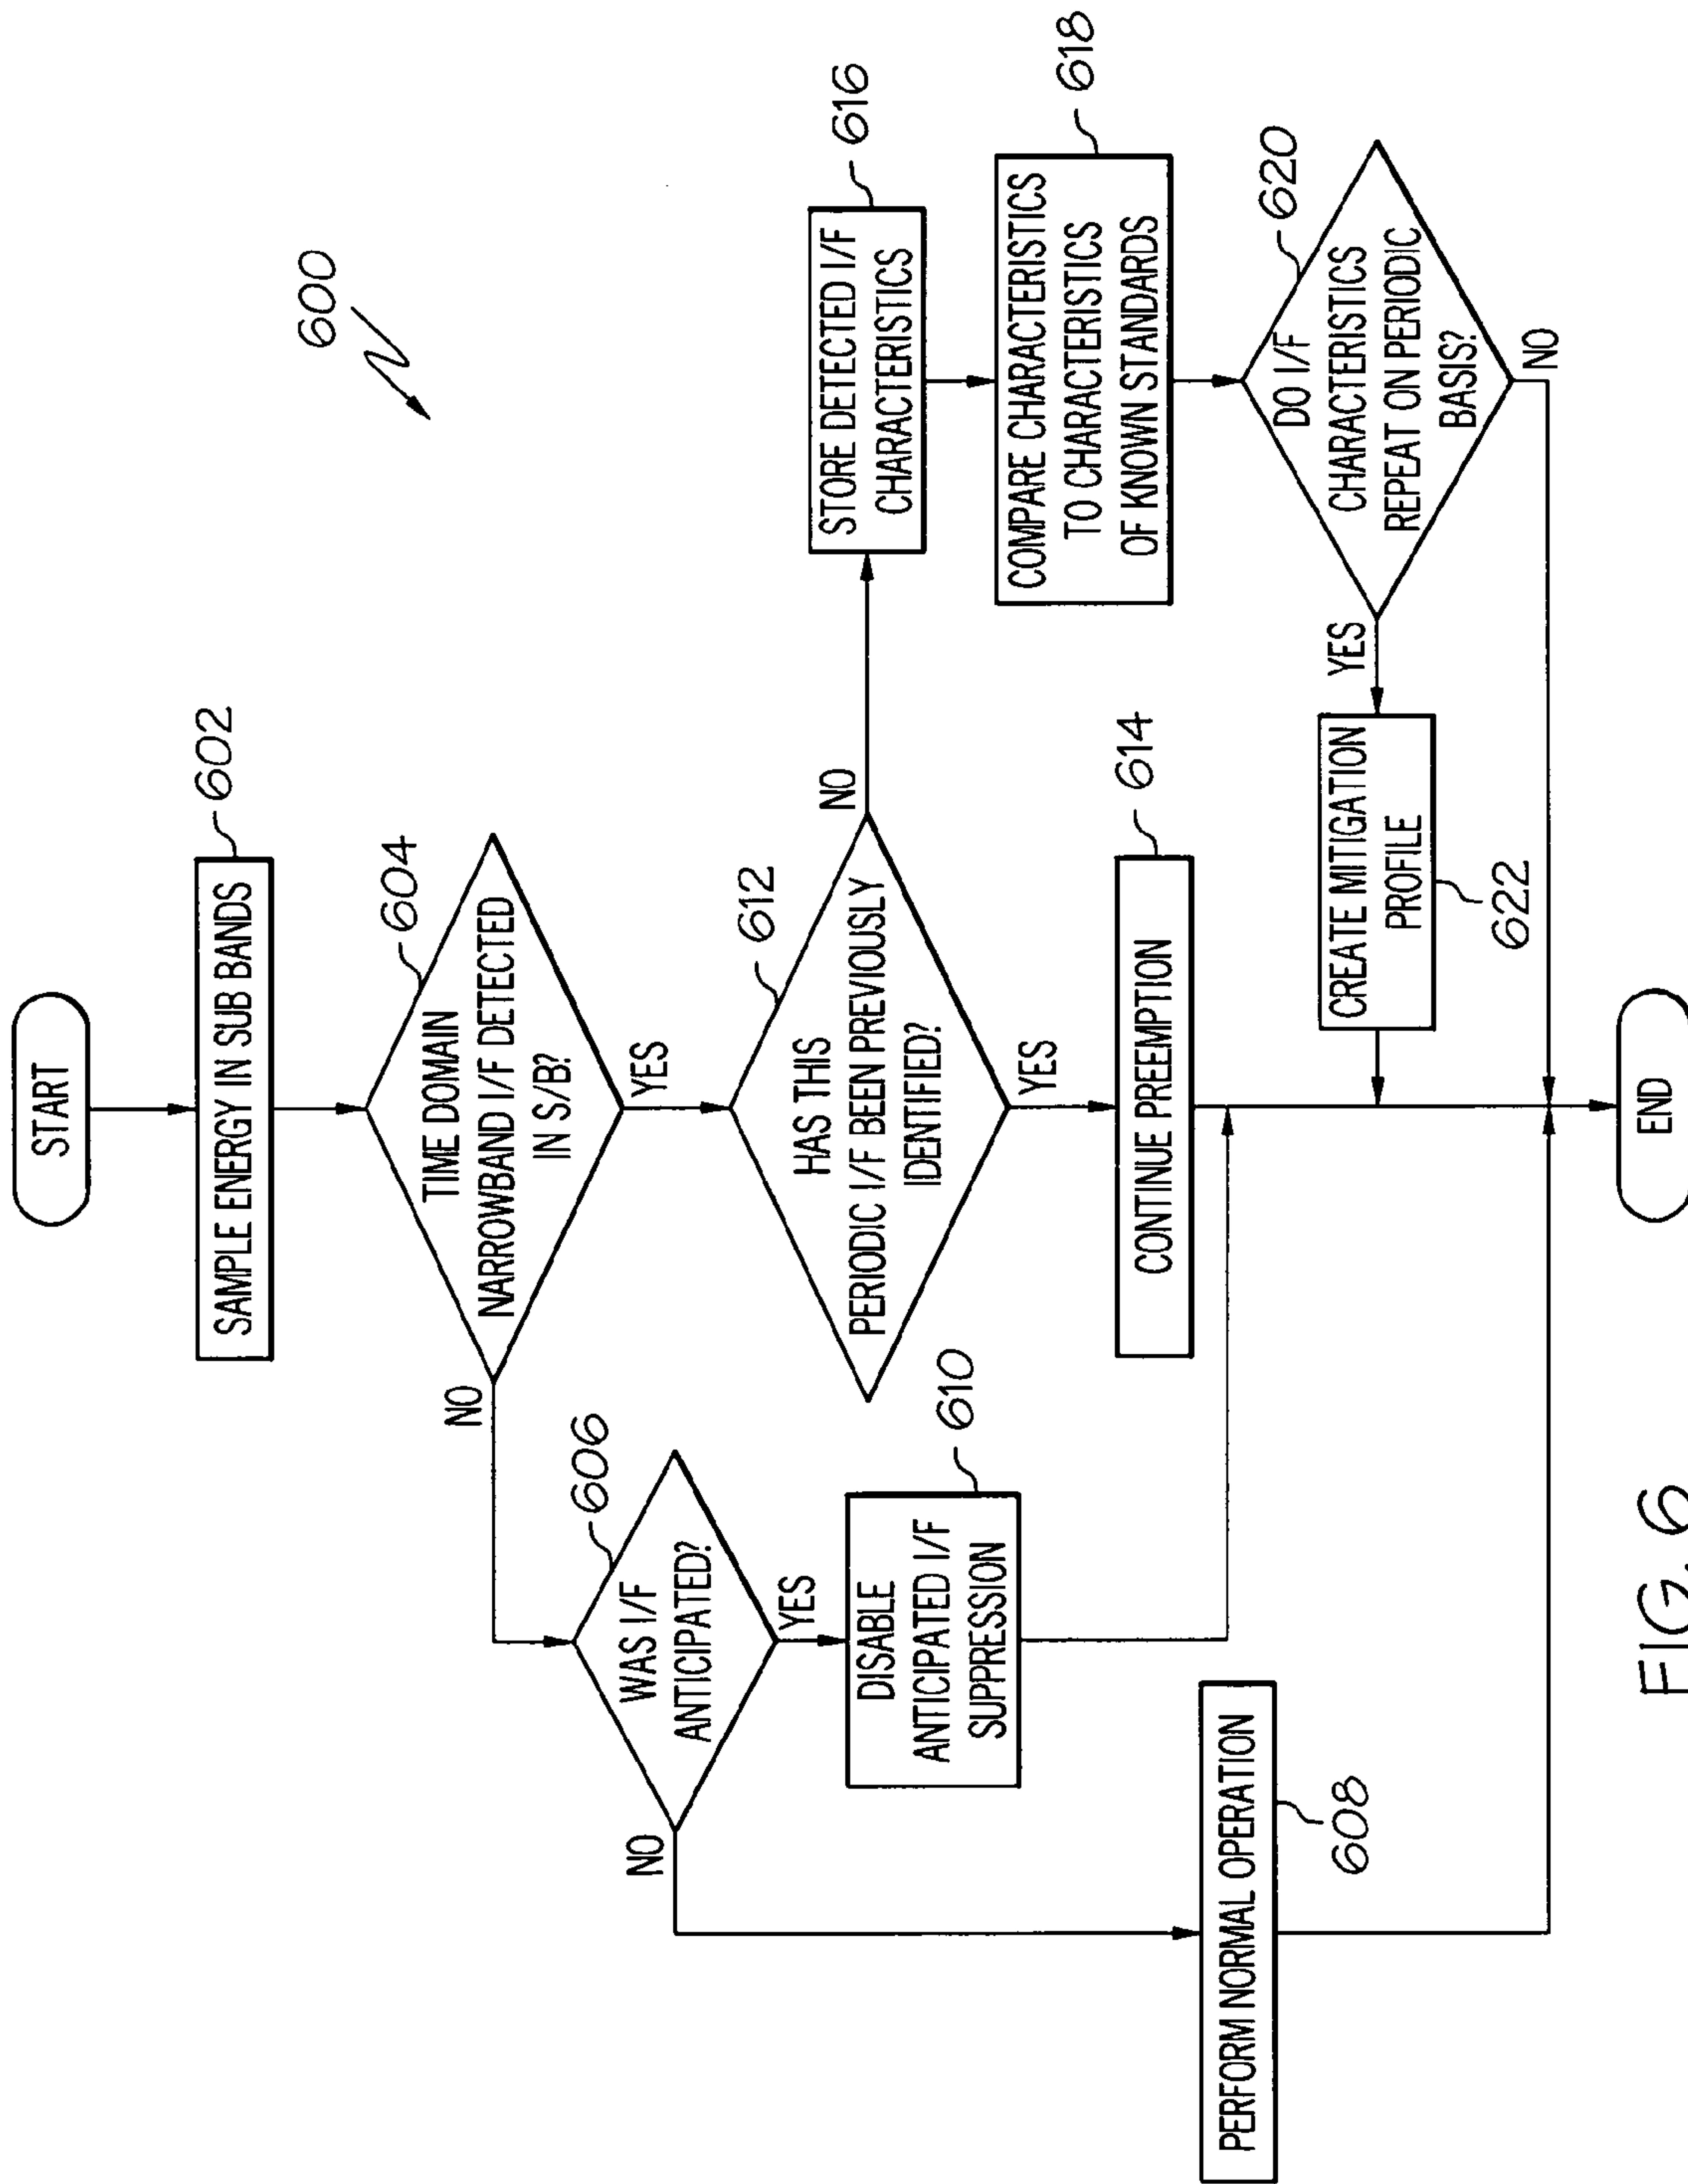 600
START
SAMPLE ENERGY IN SUB BANDS
602
TIME DOMAIN
NARROWBAND I/F DETECTED
IN S/B?
604
NO
YES
WAS I/F
ANTICIPATED?
606
NO
YES
DISABLE
ANTICIPATED I/F
SUPPRESSION
610
PERFORM NORMAL OPERATION
608
HAS THIS
PERIODIC I/F BEEN PREVIOUSLY
IDENTIFIED?
612
NO
YES
CONTINUE PREEMPTION
614
STORE DETECTED I/F
CHARACTERISTICS
616
COMPARE CHARACTERISTICS
TO CHARACTERISTICS
OF KNOWN STANDARDS
618
DO I/F
CHARACTERISTICS
REPEAT ON PERIODIC
BASIS?
620
YES
NO
CREATE MITIGATION
PROFILE
622
END
FIG. 6